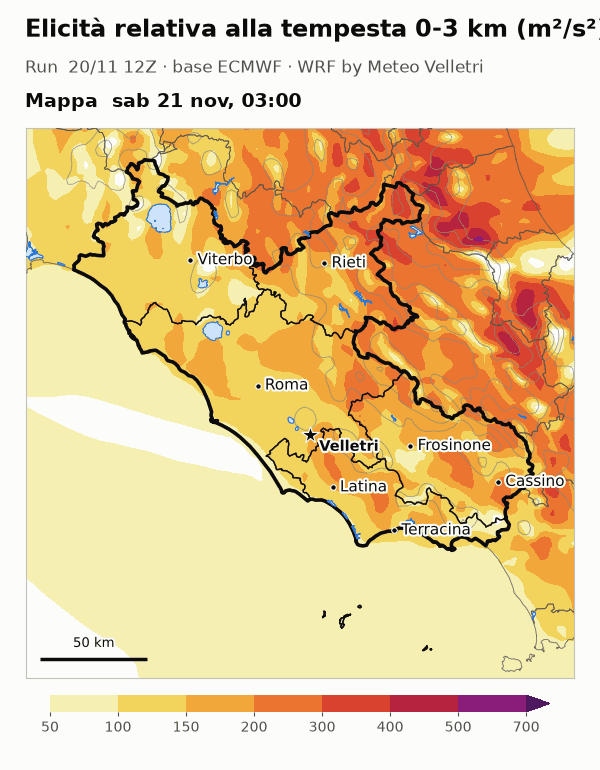 Elicità relativa alla tempesta 0-3 km (m²/s²)
Run  20/11 12Z · base ECMWF · WRF by Meteo Velletri
Mappa  sab 21 nov, 03:00
Viterbo
Rieti
Roma
Velletri
Frosinone
Cassino
Latina
Terracina
50 km
50 100 150 200 300 400 500 700